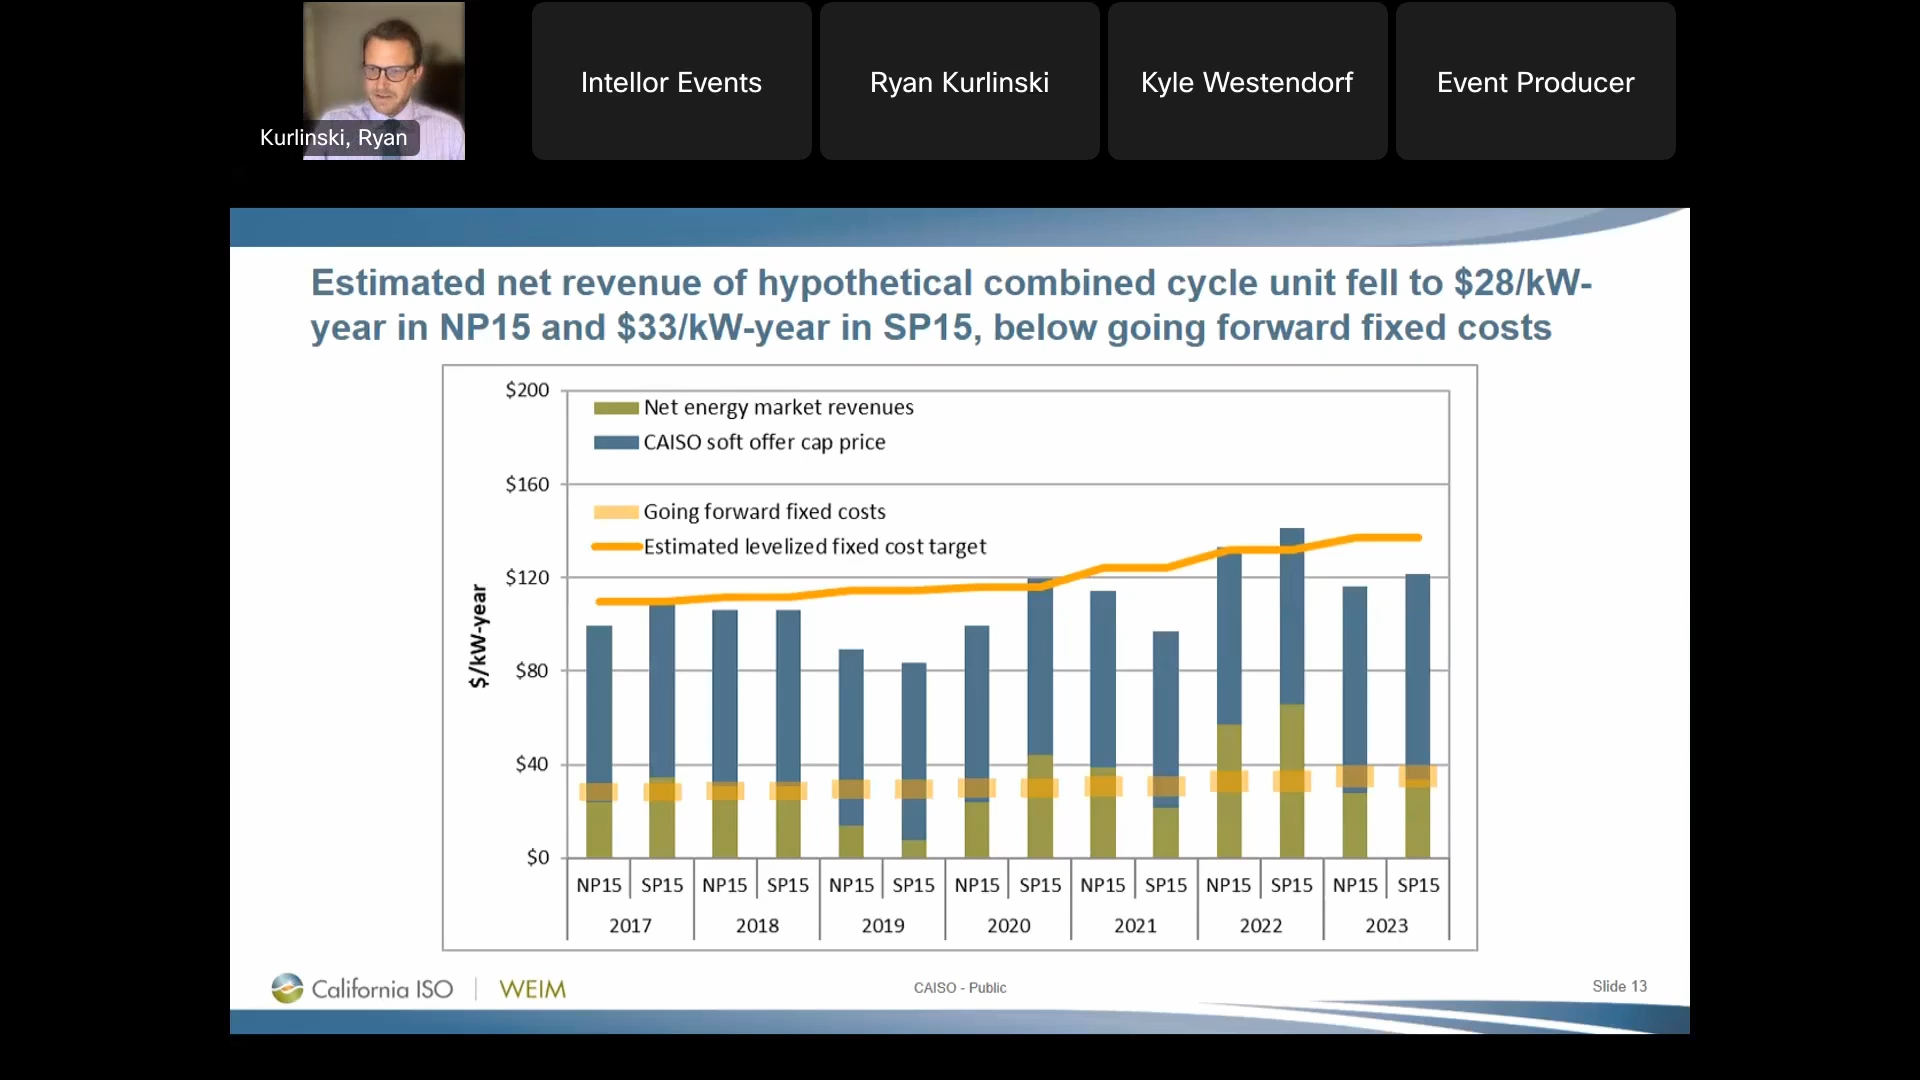 Kurlinski, Ryan
Intellor Events
Ryan Kurlinski
Kyle Westendorf
Event Producer
Estimated net revenue of hypothetical combined cycle unit fell to $28/kW-
year in NP15 and $33/kW-year in SP15, below going forward fixed costs
$/kW-year
$200
$160
$120
$80
$40
$0
Net energy market revenues
CAISO soft offer cap price
Going forward fixed costs
Estimated levelized fixed cost target
NP15 SP15 NP15 SP15 NP15 SP15 NP15 SP15 NP15 SP15 NP15 SP15 NP15 SP15
2017 2018 2019 2020 2021 2022 2023
California ISO | WEIM
CAISO - Public
Slide 13